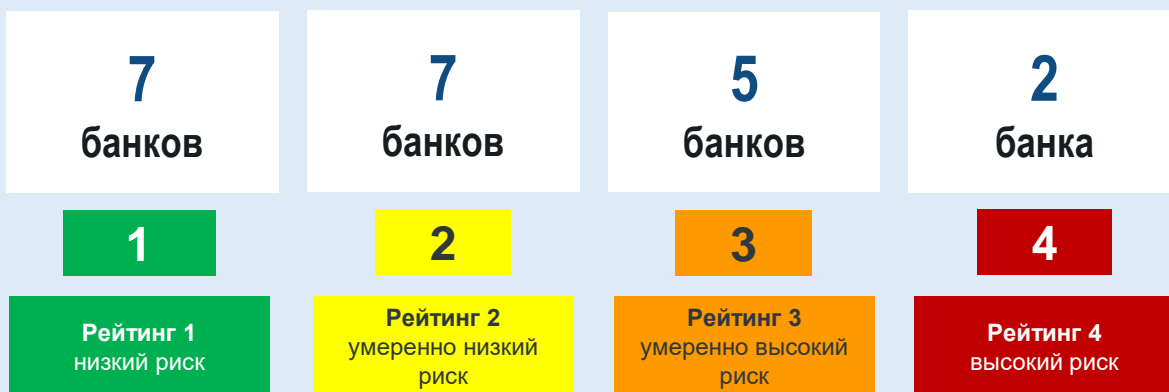 7
банков
7
банков
5
банков
2
банка
1
2
3
4
Рейтинг 1
низкий риск
Рейтинг 2
умеренно низкий
риск
Рейтинг 3
умеренно высокий
риск
Рейтинг 4
высокий риск